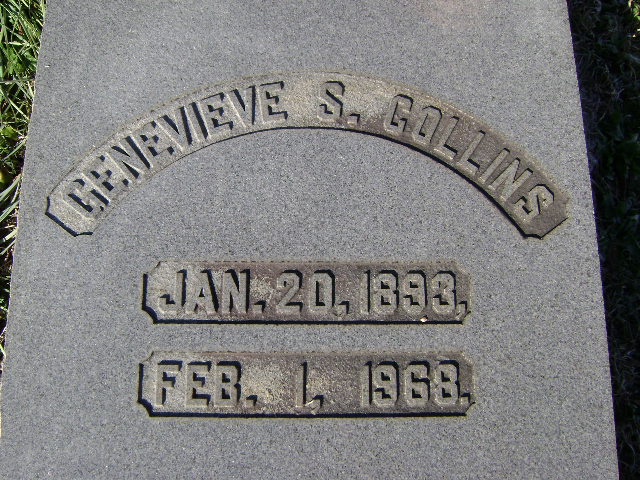 GENEVIEVE S. COLLINS
JAN. 20, 1893,
FEB. 1, 1968.